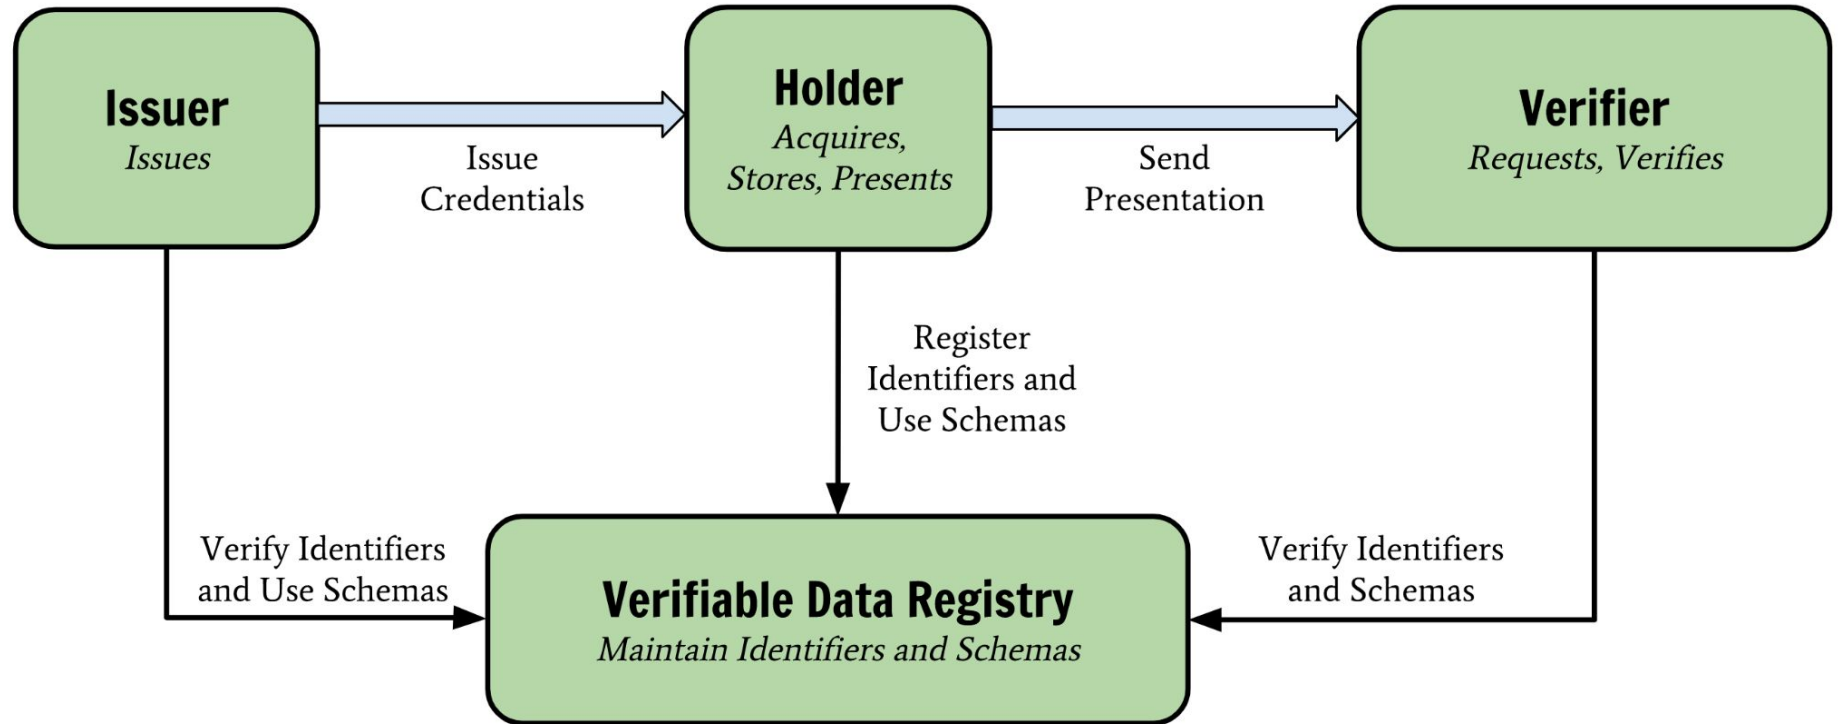 Issuer
Issues
Issue
Credentials
Holder
Acquires,
Stores, Presents
Send
Presentation
Verifier
Requests, Verifies
Register
Identifiers and
Use Schemas
Verify Identifiers
and Use Schemas
Verifiable Data Registry
Maintain Identifiers and Schemas
Verify Identifiers
and Schemas